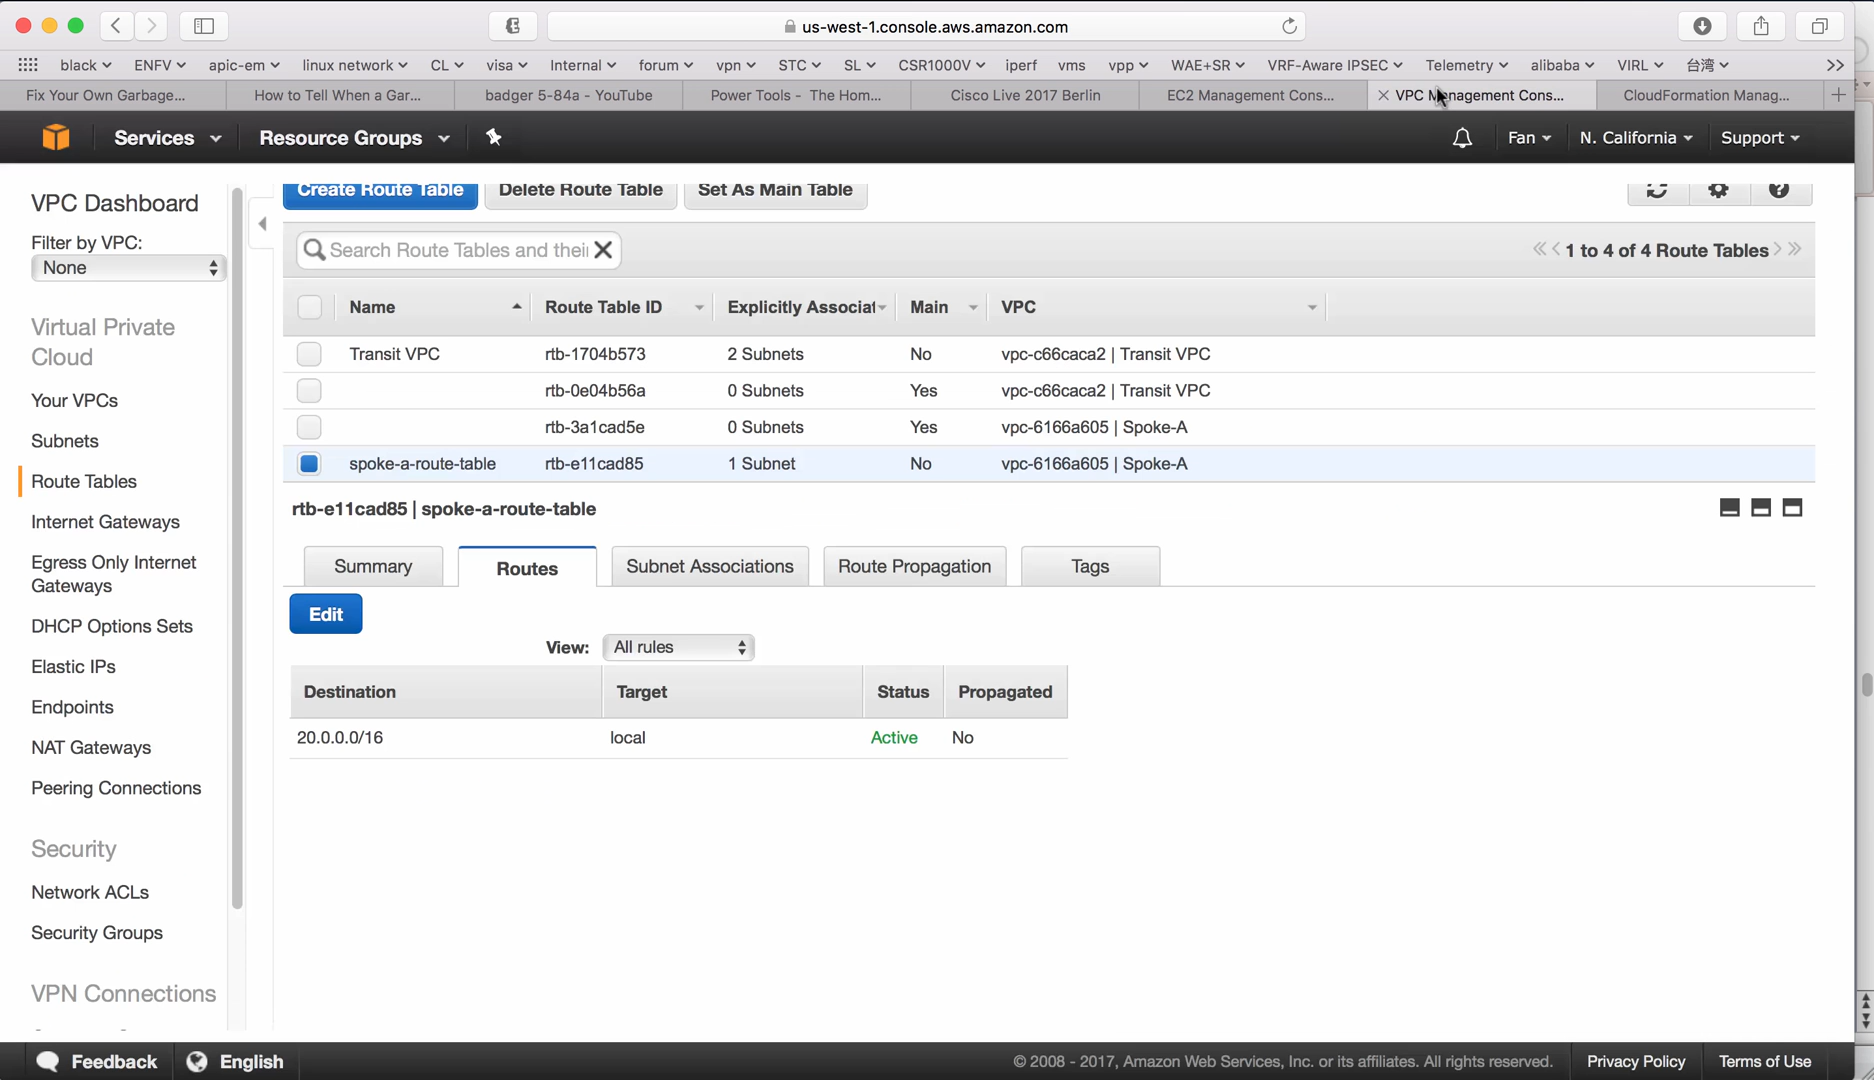 us-west-1.console.aws.amazon.com
black ENFV apic-em linux network CL visa Internal forum vpn STC SL CSR1000V iperf vms vpp WAE+SR VRF-Aware IPSEC Telemetry alibaba VIRL 台湾
Fix Your Own Garbage... How to Tell When a Gar... badger 5-84a - YouTube Power Tools - The Hom... Cisco Live 2017 Berlin EC2 Management Cons... VPC Management Cons... CloudFormation Manag...
Services Resource Groups Fan N. California Support
Create Route Table Delete Route Table Set As Main Table
VPC Dashboard
Filter by VPC:
None
Virtual Private
Cloud
Your VPCs
Subnets
Route Tables
Internet Gateways
Egress Only Internet
Gateways
DHCP Options Sets
Elastic IPs
Endpoints
NAT Gateways
Peering Connections
Security
Network ACLs
Security Groups
VPN Connections
Search Route Tables and thei
1 to 4 of 4 Route Tables
Name Route Table ID Explicitly Associat Main VPC
Transit VPC rtb-1704b573 2 Subnets No vpc-c66caca2 | Transit VPC
rtb-0e04b56a 0 Subnets Yes vpc-c66caca2 | Transit VPC
rtb-3a1cad5e 0 Subnets Yes vpc-6166a605 | Spoke-A
spoke-a-route-table rtb-e11cad85 1 Subnet No vpc-6166a605 | Spoke-A
rtb-e11cad85 | spoke-a-route-table
Summary Routes Subnet Associations Route Propagation Tags
Edit
View: All rules
Destination Target Status Propagated
20.0.0.0/16 local Active No
Feedback English © 2008 - 2017, Amazon Web Services, Inc. or its affiliates. All rights reserved. Privacy Policy Terms of Use